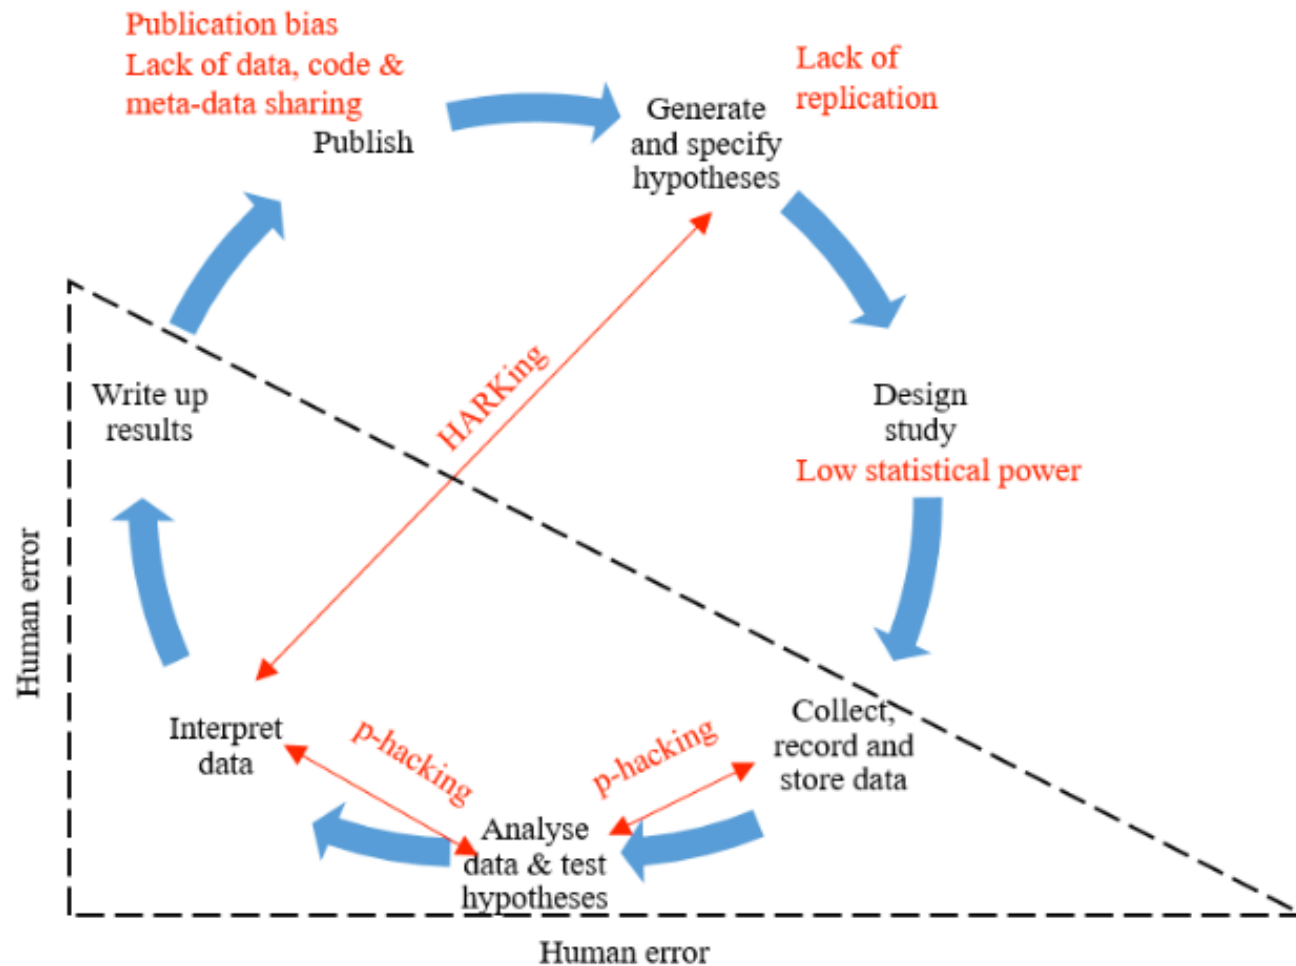 Publication bias
Lack of data, code &
meta-data sharing
Publish
Generate
and specify
hypotheses
Lack of
replication
HARKing
Write up
results
Design
study
Low statistical power
Human error
Interpret
data
p-hacking
p-hacking
Collect,
record and
store data
Analyse
data & test
hypotheses
Human error